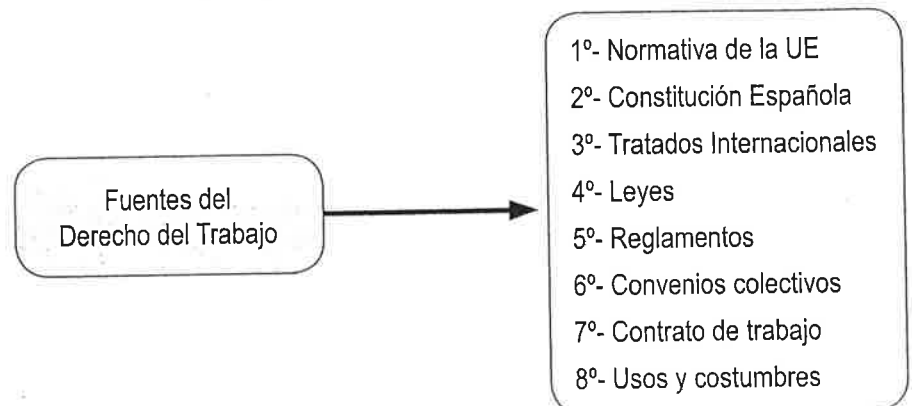 Fuentes del
Derecho del Trabajo
1º- Normativa de la UE
2º- Constitución Española
3º- Tratados Internacionales
4º- Leyes
5º- Reglamentos
6º- Convenios colectivos
7º- Contrato de trabajo
8º- Usos y costumbres